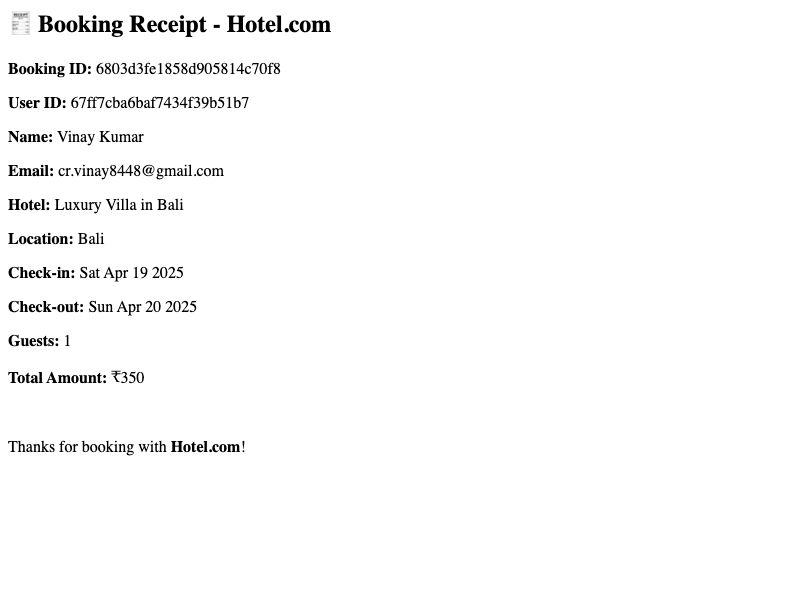 Booking Receipt - Hotel.com
Booking ID: 6803d3fe1858d905814c70f8
User ID: 67ff7cba6baf7434f39b51b7
Name: Vinay Kumar
Email: cr.vinay8448@gmail.com
Hotel: Luxury Villa in Bali
Location: Bali
Check-in: Sat Apr 19 2025
Check-out: Sun Apr 20 2025
Guests: 1
Total Amount: ₹350
Thanks for booking with Hotel.com!